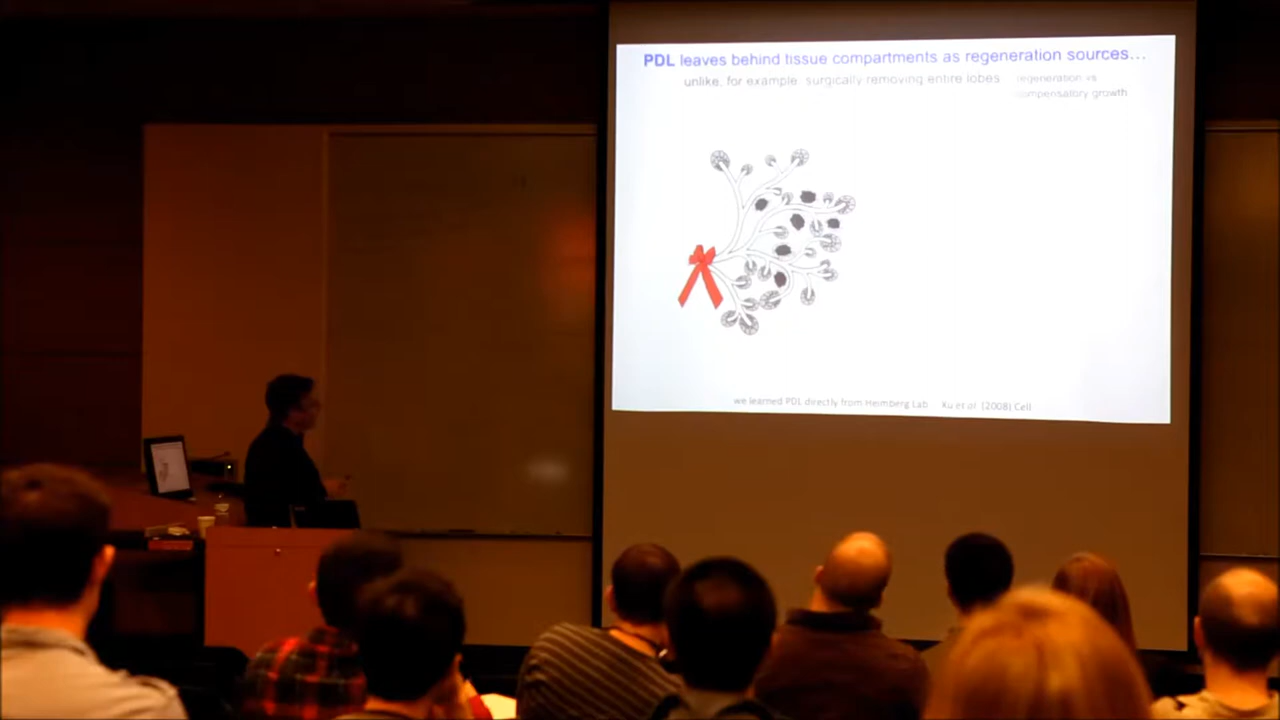 PDL leaves behind tissue compartments as regeneration sources…
unlike, for example, surgically removing entire lobes
regeneration vs
compensatory growth
we learned PDL directly from Heimberg Lab Xu et al. (2008) Cell